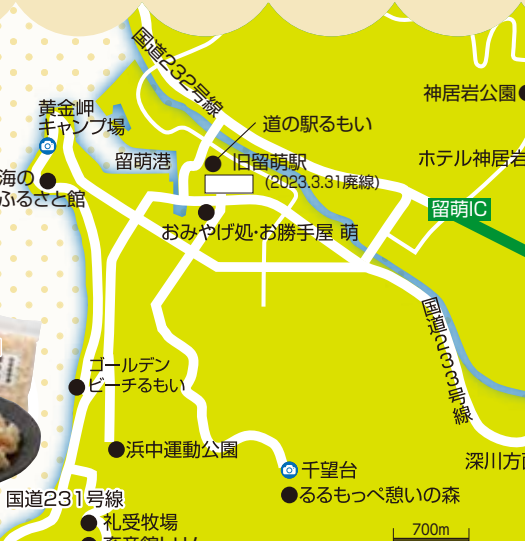 国道232号線
神居岩公園
黄金岬
キャンプ場
道の駅るもい
留萌港
旧留萌駅
(2023.3.31廃線)
ホテル神居岩
海の
ふるさと館
留萌IC
おみやげ処・お勝手屋 萌
国道233号線
ゴールデン
ビーチるもい
浜中運動公園
千望台
深川方面
るるもっぺ憩いの森
国道231号線
礼受牧場
700m